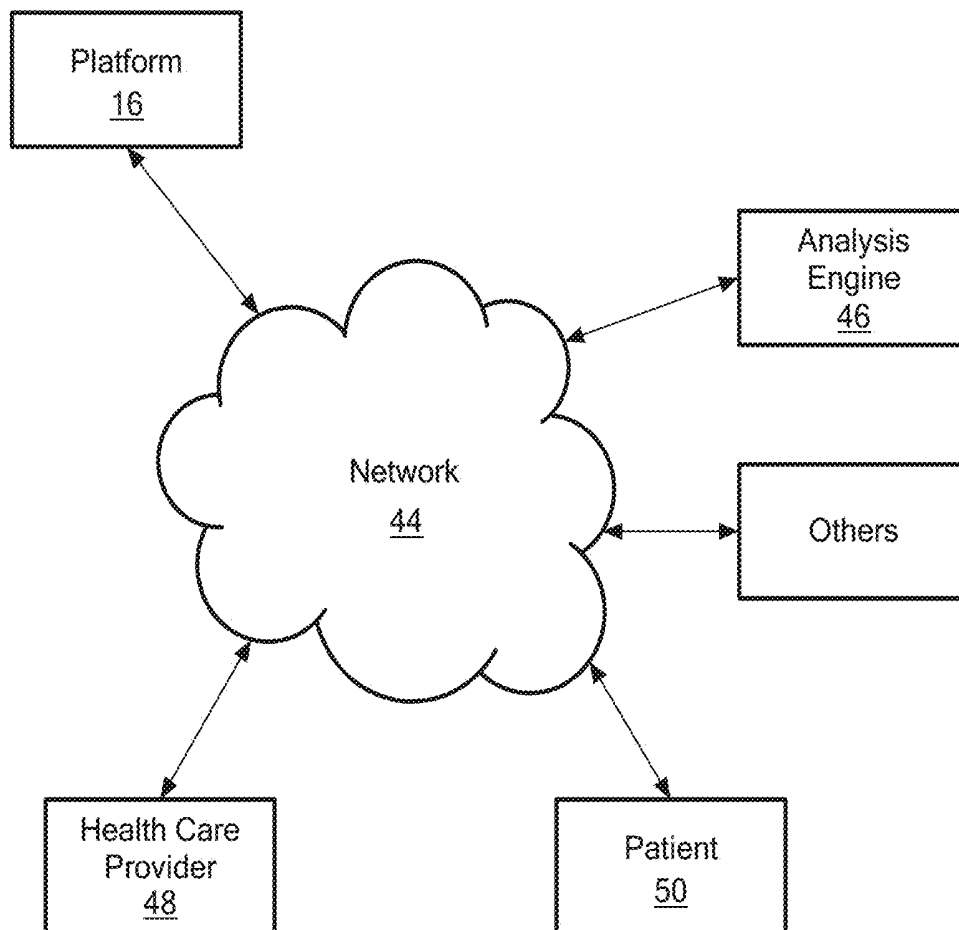 Platform
16
Analysis
Engine
46
Network
44
Others
Health Care
Provider
48
Patient
50